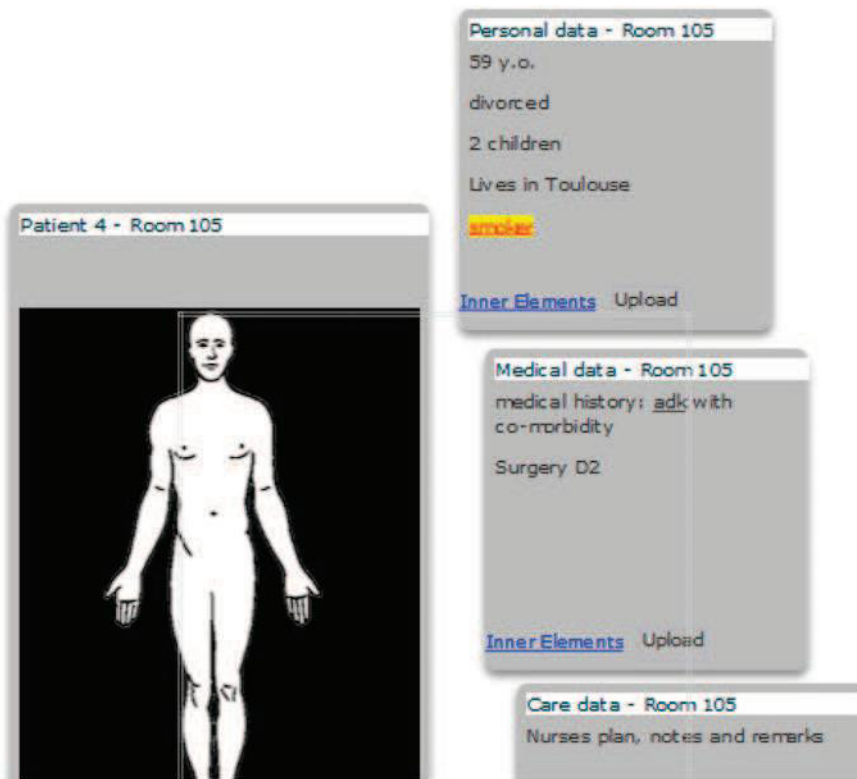 Personal data - Room 105
59 y.o.
divorced
2 children
Lives in Toulouse
smoker
Inner Elements Upload
Patient 4 - Room 105
Medical data - Room 105
medical history: adk with
co-morbidity
Surgery D2
Inner Elements Upload
Care data - Room 105
Nurses plan, notes and remarks